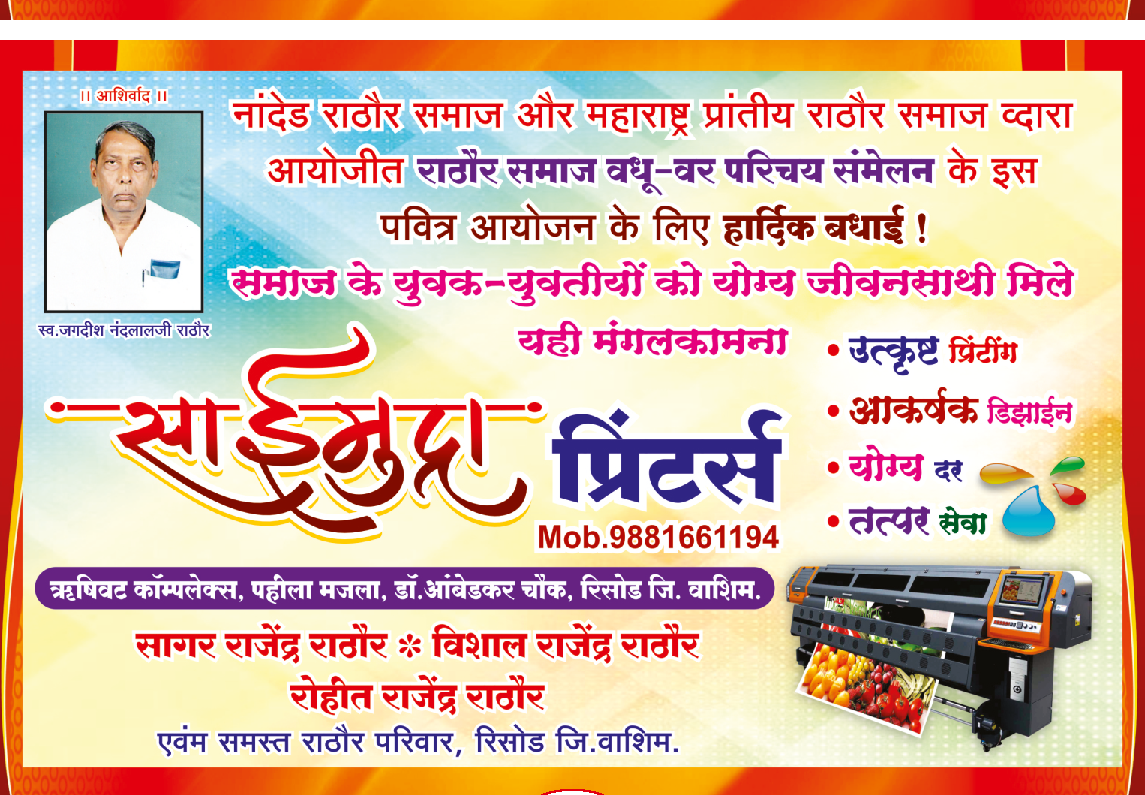 ।। आशिर्वाद ।।
स्व.जगदीश नंदलालजी राठौर
नांदेड राठौर समाज और महाराष्ट्र प्रांतीय राठौर समाज व्दारा
आयोजीत राठौर समाज वधू-वर परिचय संमेलन के इस
पवित्र आयोजन के लिए हार्दिक बधाई !
समाज के युवक-युवतीयों को योग्य जीवनसाथी मिले
यही मंगलकामना
साईमुद्रा प्रिंटर्स
Mob.9881661194
• उत्कृष्ट प्रिंटींग
• आकर्षक डिझाईन
• योग्य दर
• तत्पर सेवा
ऋषिवट कॉम्पलेक्स, पहीला मजला, डॉ.आंबेडकर चौक, रिसोड जि. वाशिम.
सागर राजेंद्र राठौर * विशाल राजेंद्र राठौर
रोहीत राजेंद्र राठौर
एवंम समस्त राठौर परिवार, रिसोड जि.वाशिम.